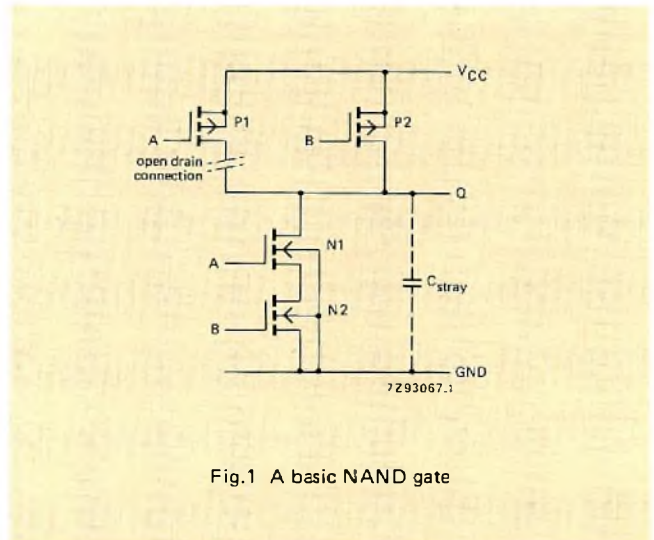 V_CC
P1
P2
A
B
open drain
connection
Q
N1
A
C_stray
B
N2
GND
7Z93067.1
Fig.1 A basic NAND gate